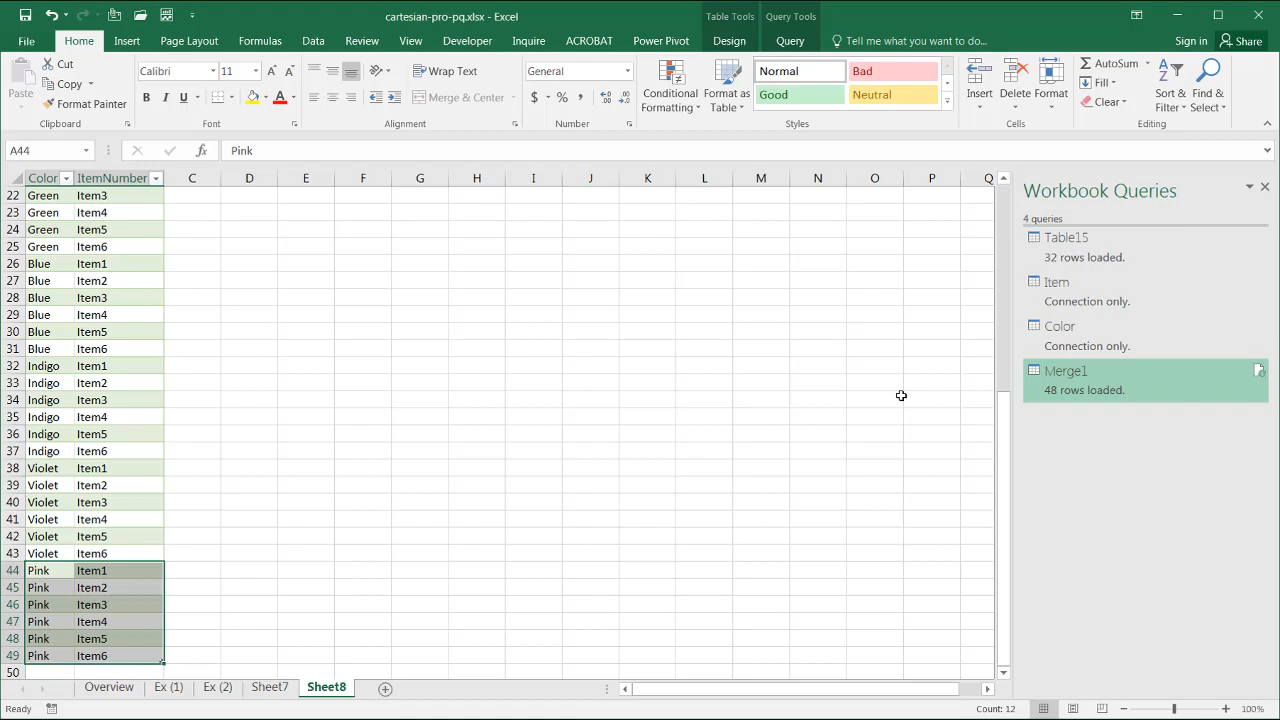 cartesian-pro-pq.xlsx - Excel
Table Tools
Query Tools
File Home Insert Page Layout Formulas Data Review View Developer Inquire ACROBAT Power Pivot Design Query Tell me what you want to do... Sign in Share
Paste
Cut
Copy
Format Painter
Clipboard
Calibri 11
A A
B I U A
Font
Wrap Text
Merge & Center
Alignment
General
$ % , .0 .00
Number
Conditional Formatting
Format as Table
Normal Bad
Good Neutral
Styles
Insert Delete Format
Cells
AutoSum
Fill
Clear
Sort & Filter
Find & Select
Editing
A44 fx Pink
Color ItemNumber C D E F G H I J K L M N O P Q
22 Green Item3
23 Green Item4
24 Green Item5
25 Green Item6
26 Blue Item1
27 Blue Item2
28 Blue Item3
29 Blue Item4
30 Blue Item5
31 Blue Item6
32 Indigo Item1
33 Indigo Item2
34 Indigo Item3
35 Indigo Item4
36 Indigo Item5
37 Indigo Item6
38 Violet Item1
39 Violet Item2
40 Violet Item3
41 Violet Item4
42 Violet Item5
43 Violet Item6
44 Pink Item1
45 Pink Item2
46 Pink Item3
47 Pink Item4
48 Pink Item5
49 Pink Item6
50
Workbook Queries
4 queries
Table15
32 rows loaded.
Item
Connection only.
Color
Connection only.
Merge1
48 rows loaded.
Overview Ex (1) Ex (2) Sheet7 Sheet8
Ready Count: 12 100%